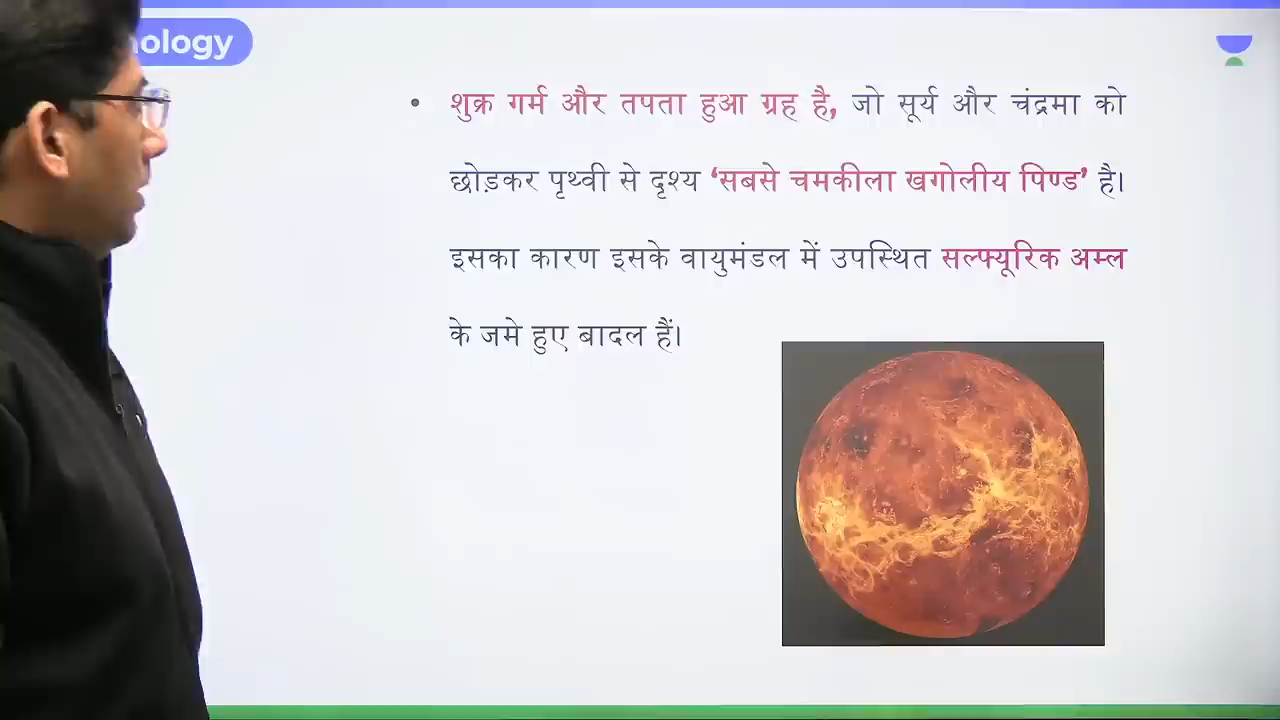 nology
शुक्र गर्म और तपता हुआ ग्रह है, जो सूर्य और चंद्रमा को
छोड़कर पृथ्वी से दृश्य ‘सबसे चमकीला खगोलीय पिण्ड’ है।
इसका कारण इसके वायुमंडल में उपस्थित सल्फ्यूरिक अम्ल
के जमे हुए बादल हैं।